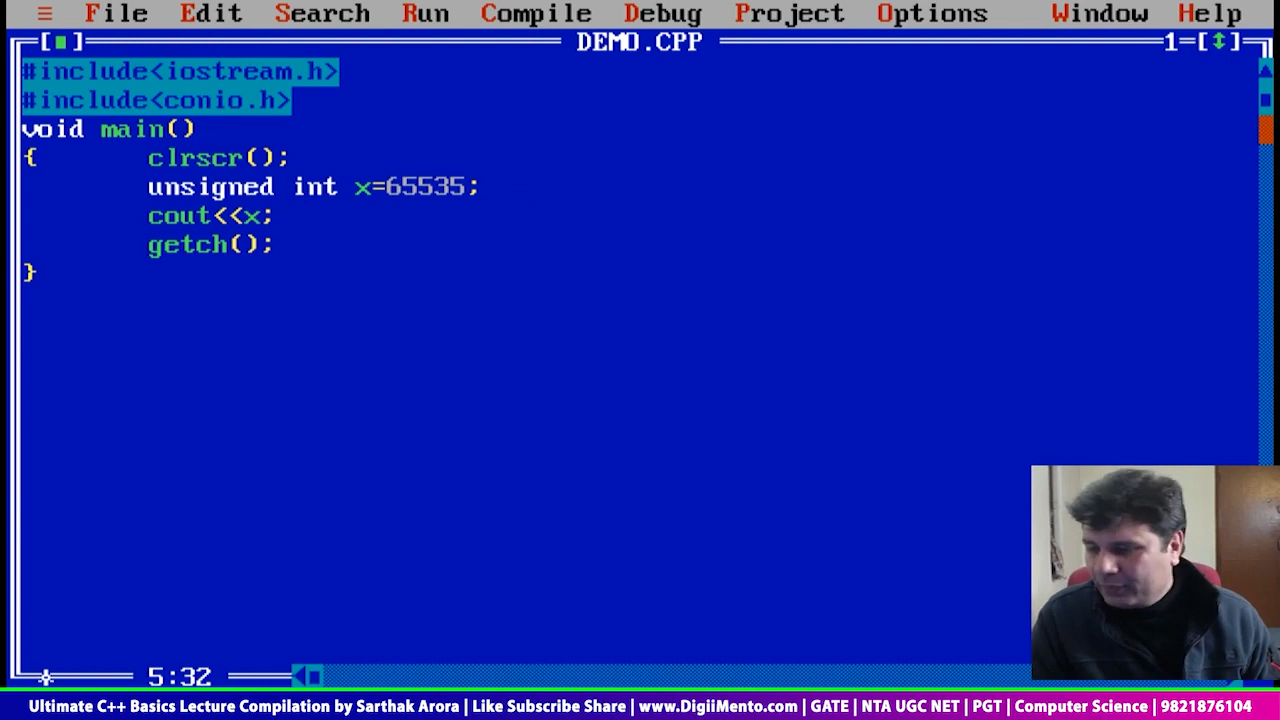 ≡ File Edit Search Run Compile Debug Project Options Window Help
[■] DEMO.CPP 1=[↕]
#include<iostream.h>
#include<conio.h>
void main()
{ clrscr();
unsigned int x=65535;
cout<<x;
getch();
}
5:32
Ultimate C++ Basics Lecture Compilation by Sarthak Arora | Like Subscribe Share | www.DigiiMento.com | GATE | NTA UGC NET | PGT | Computer Science | 9821876104